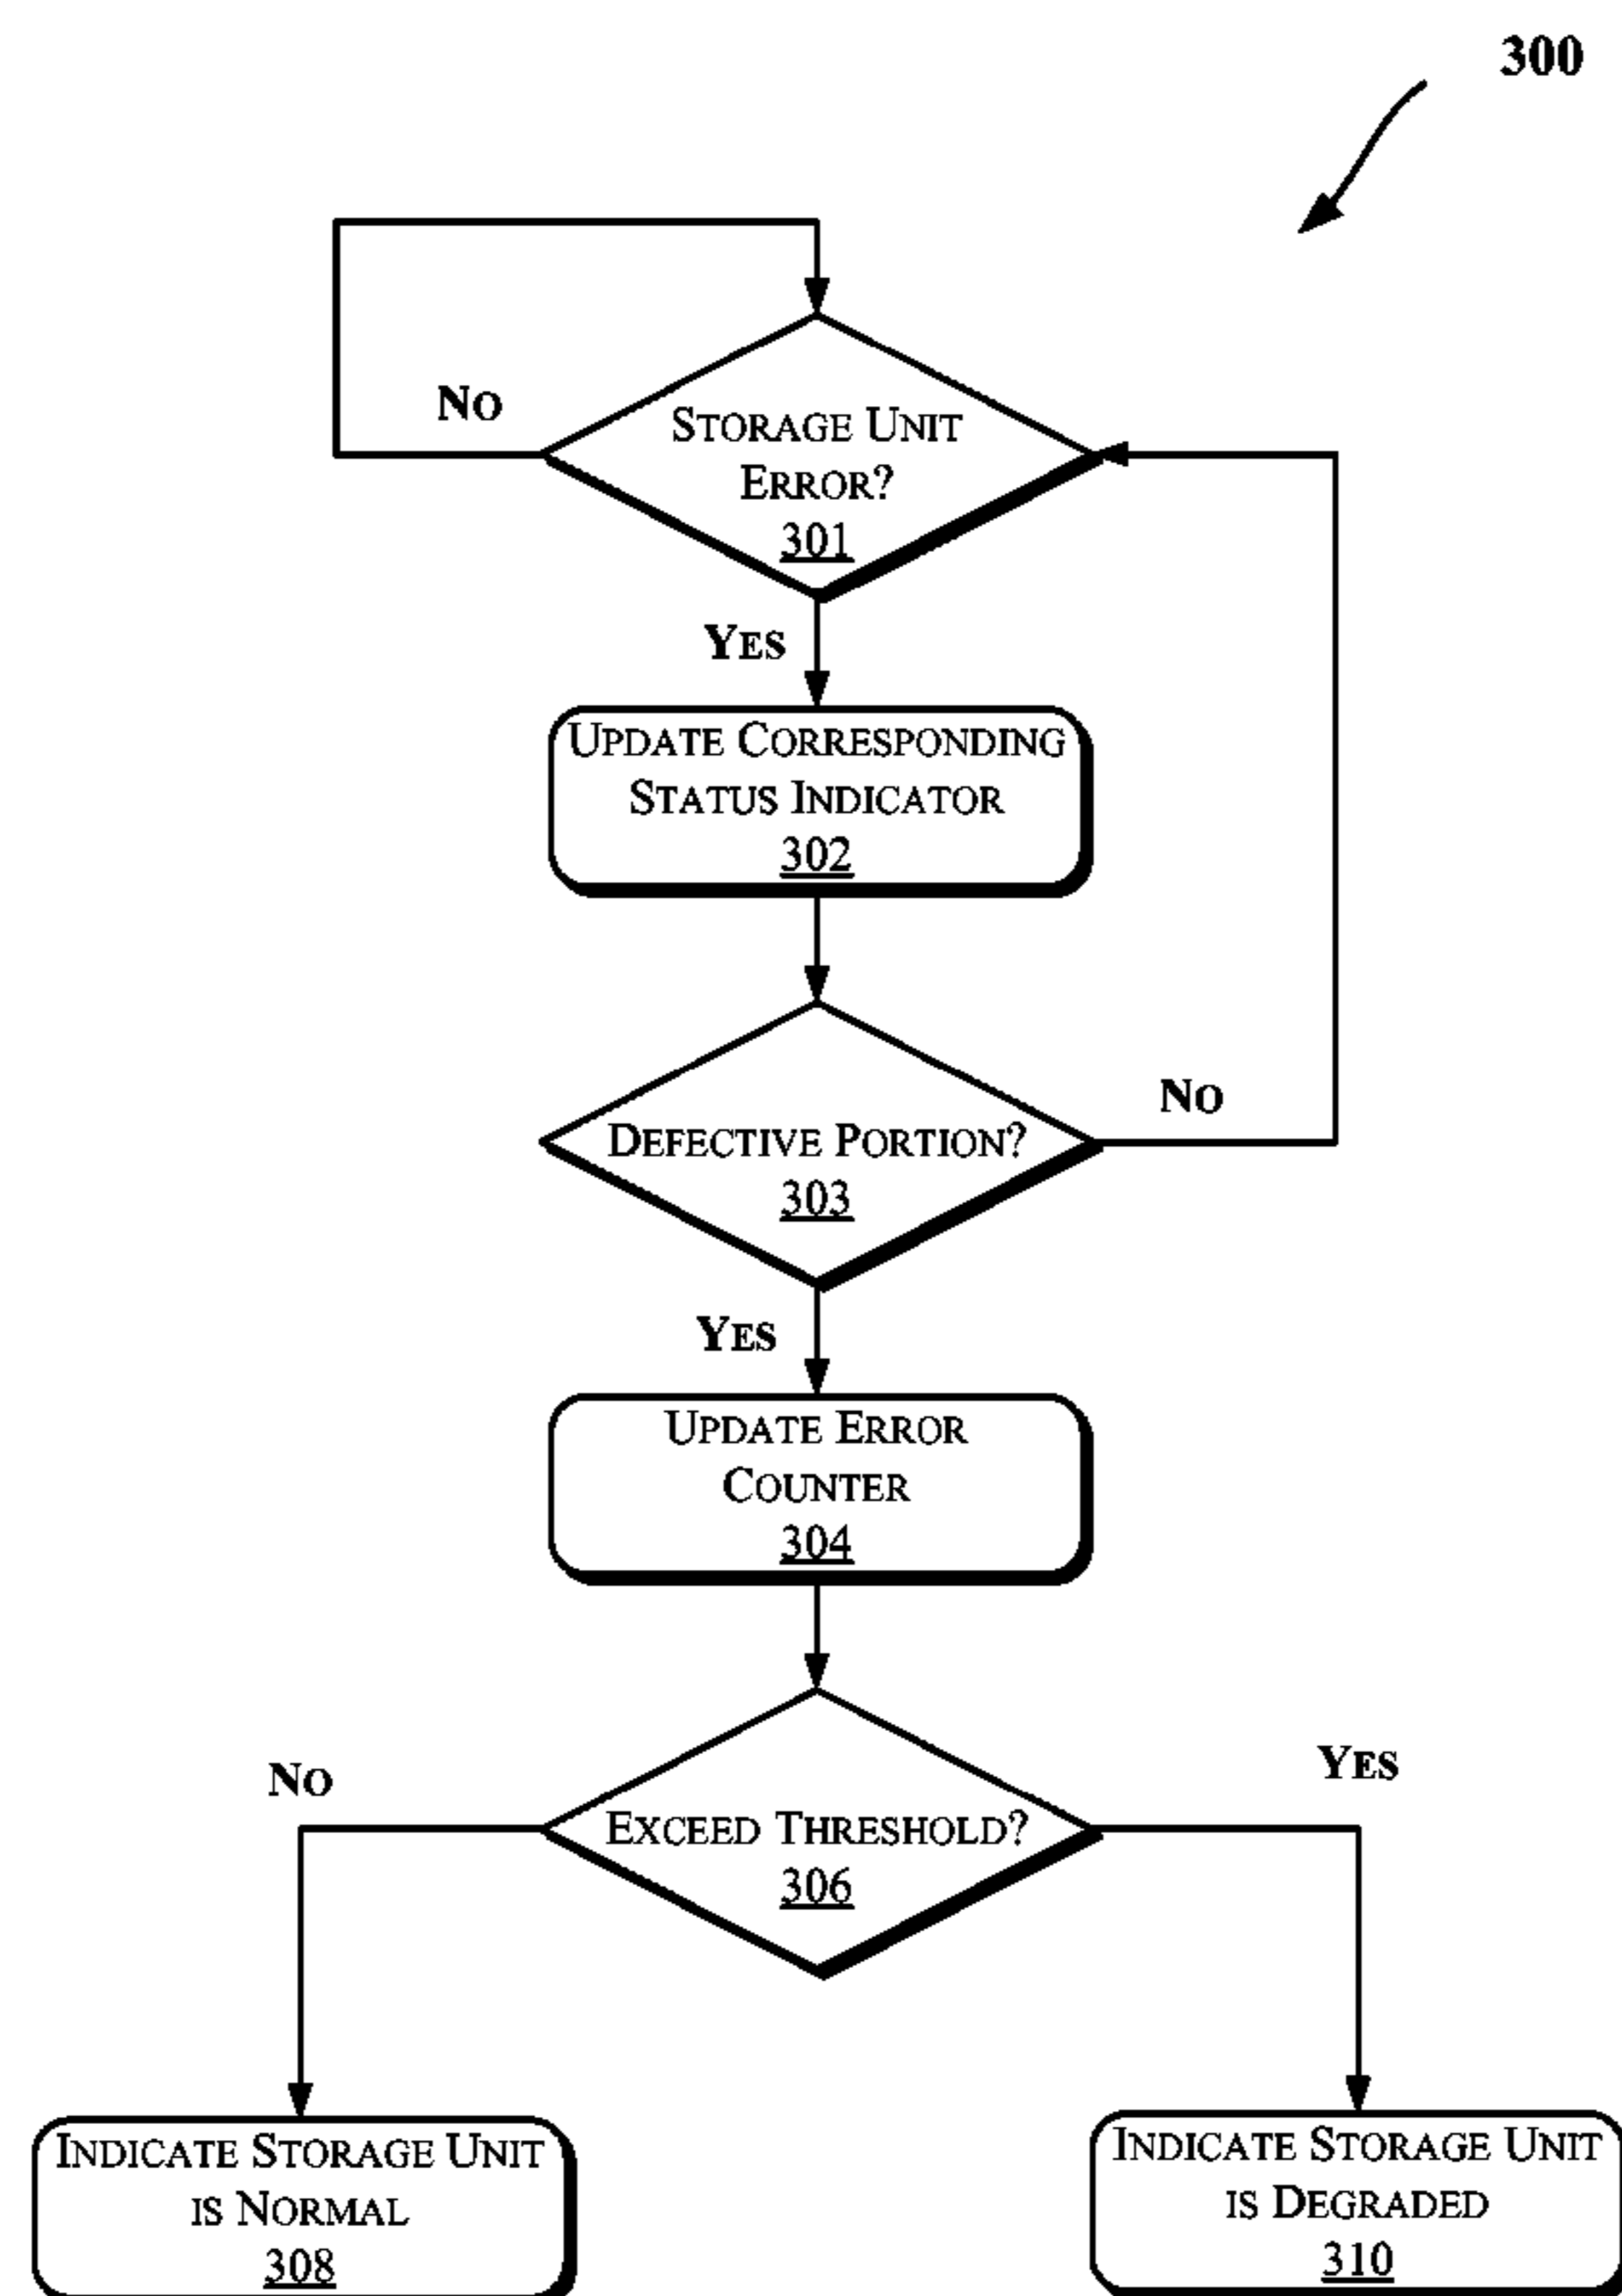 300
No
Storage Unit
Error?
301
Yes
Update Corresponding
Status Indicator
302
No
Defective Portion?
303
Yes
Update Error
Counter
304
No
Yes
Exceed Threshold?
306
Indicate Storage Unit
is Normal
308
Indicate Storage Unit
is Degraded
310